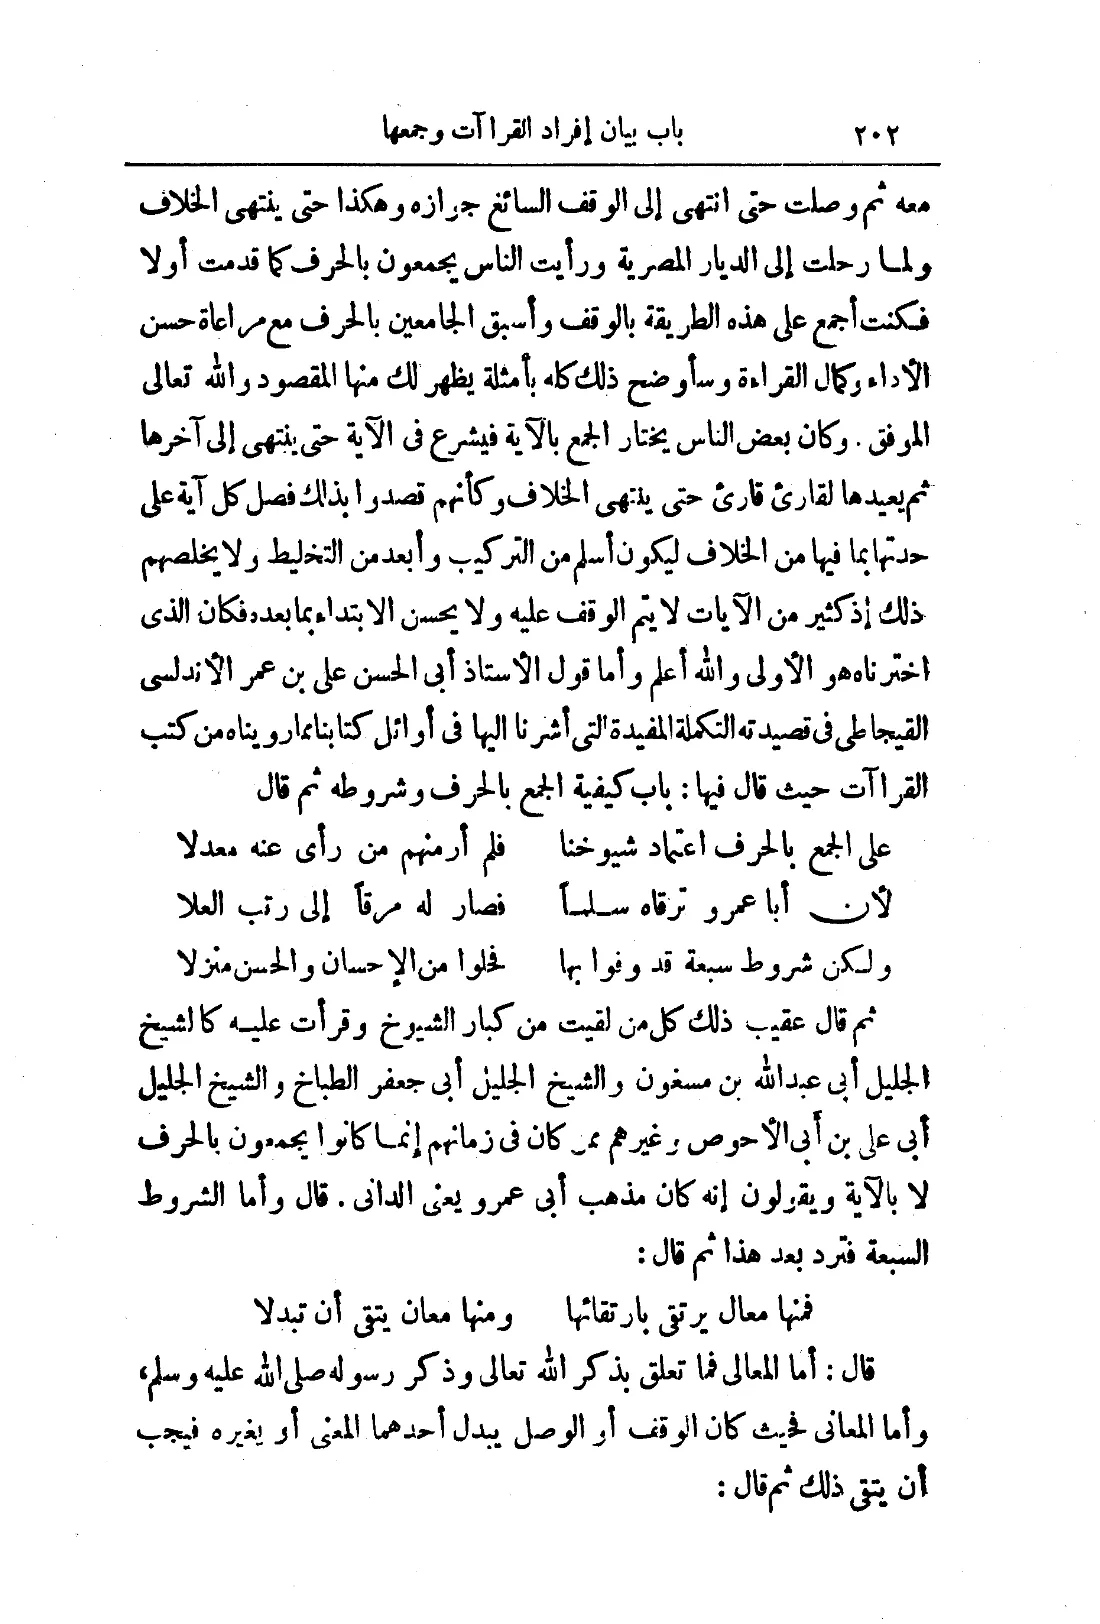 ٢٠٢ باب بيان إفراد القراآت وجمعها
معه ثم وصلت حتى انتهى إلى الوقف السائغ جوازه وهكذا حتى ينتهى الخلاف
ولما رحلت إلى الديار المصرية ورأيت الناس يجمعون بالحرف كما قدمت أولا
فكنت أجمع على هذه الطريقة بالوقف وأسبق الجامعين بالحرف مع مراعاة حسن
الأداء وكمال القراءة وسأوضح ذلك كله بأمثلة يظهر لك منها المقصود والله تعالى
الموفق . وكان بعض الناس يختار الجمع بالآية فيشرع فى الآية حتى ينتهى إلى آخرها
ثم يعيدها لقارئ قارئ حتى ينتهى الخلاف وكأنهم قصدوا بذلك فصل كل آية على
حدتها بما فيها من الخلاف ليكون أسلم من التركيب وأبعد من التخليط ولا يخلصهم
ذلك إذ كثير من الآيات لا يتم الوقف عليه ولا يحسن الابتداء بما بعده فكان الذى
اخترناه هو الأولى والله أعلم وأما قول الأستاذ أبى الحسن على بن عمر الأندلسى
القيجاطى فى قصيدته التكملة المفيدة التى أشرنا اليها فى أوائل كتابنا مما رويناه من كتب
القراآت حيث قال فيها : باب كيفية الجمع بالحرف وشروطه ثم قال
على الجمع بالحرف اعتماد شيوخنا فلم أر منهم من رأى عنه معدلا
لأن أبا عمرو ترقاه سلماً فصار له مرقاً إلى رتب العلا
ولكن شروط سبعة قد وفوا بها فحلوا من الإحسان والحسن منزلا
ثم قال عقيب ذلك كل من لقيت من كبار الشيوخ وقرأت عليه كالشيخ
الجليل أبى عبدالله بن مسغون والشيخ الجليل أبى جعفر الطباخ والشيخ الجليل
أبى على بن أبى الأحوص وغيرهم ممن كان فى زمانهم إنما كانوا يجمعون بالحرف
لا بالآية ويقولون إنه كان مذهب أبى عمرو يعنى الدانى . قال وأما الشروط
السبعة فترد بعد هذا ثم قال :
فمنها معال يرتقى بارتقائها ومنها معان يتقى أن تبدلا
قال : أما المعالى فما تعلق بذكر الله تعالى وذكر رسوله صلى الله عليه وسلم،
وأما المعانى فحيث كان الوقف أو الوصل يبدل أحدهما المعنى أو يغيره فيجب
أن يتقى ذلك ثم قال :